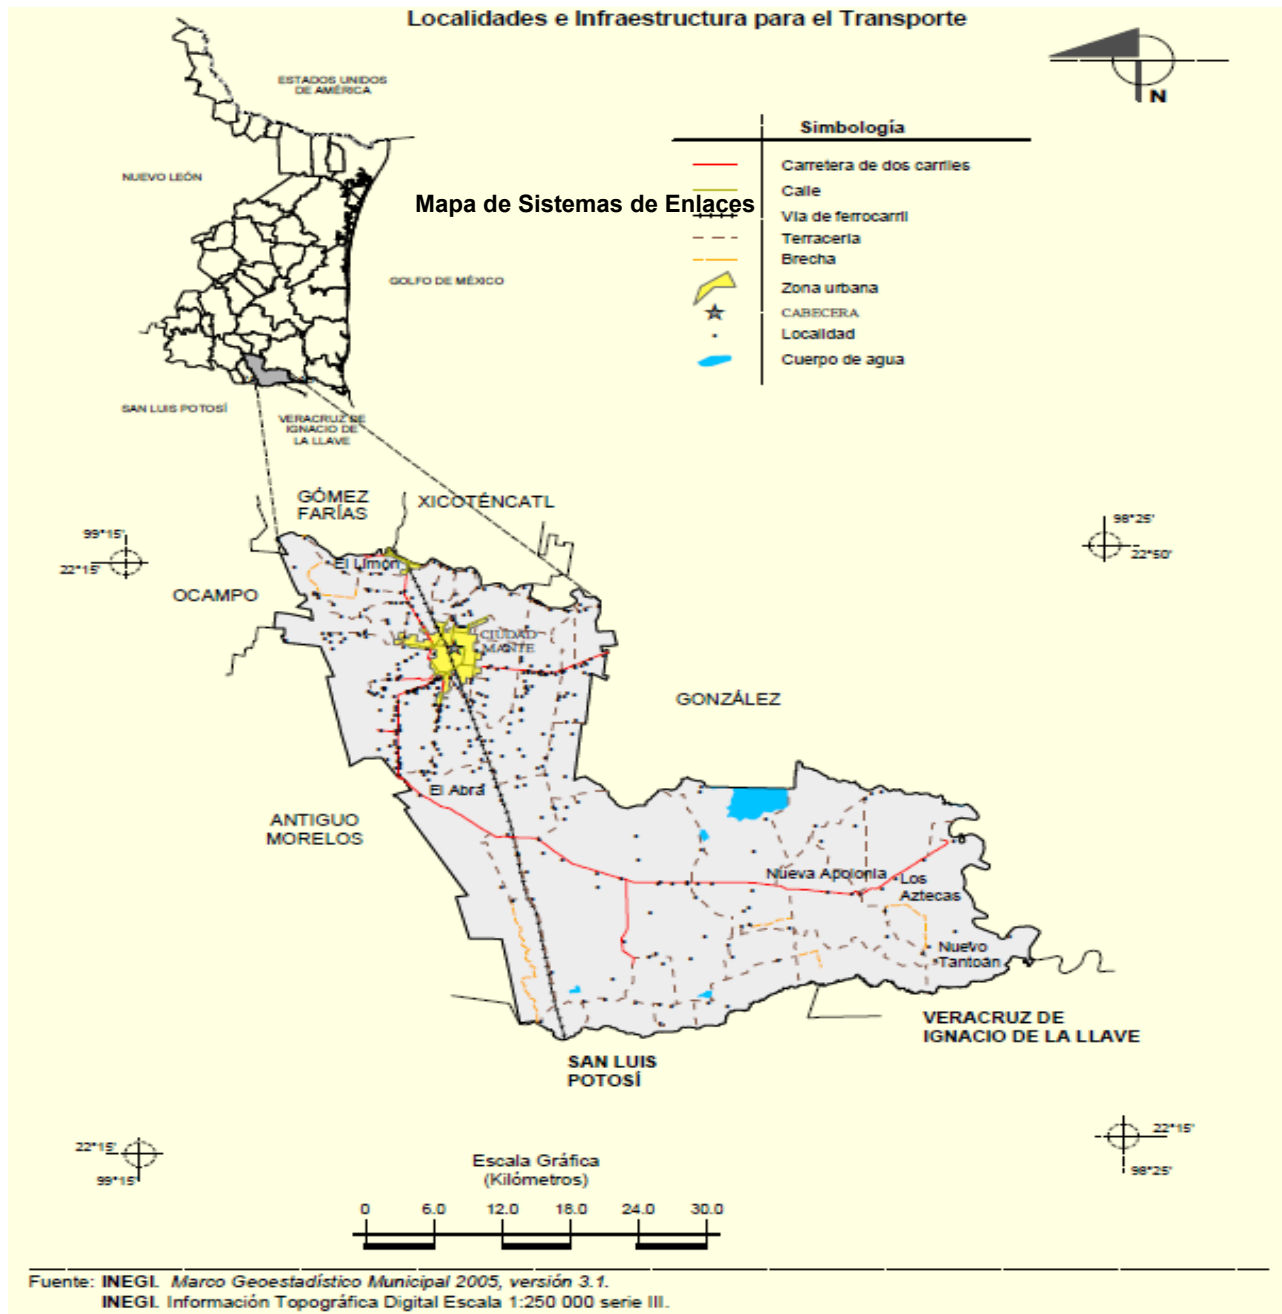 Localidades e Infraestructura para el Transporte
N
ESTADOS UNIDOS
DE AMÉRICA
NUEVO LEÓN
GOLFO DE MÉXICO
SAN LUIS POTOSÍ
VERACRUZ DE
IGNACIO DE
LA LLAVE
Mapa de Sistemas de Enlaces
Simbología
Carretera de dos carriles
Calle
Vía de ferrocarril
Terracería
Brecha
Zona urbana
CABECERA
Localidad
Cuerpo de agua
GÓMEZ
FARÍAS
XICOTÉNCATL
99°15'
22°15'
98°25'
22°50'
OCAMPO
El Limón
CIUDAD
MANTE
GONZÁLEZ
El Abra
ANTIGUO
MORELOS
Nueva Apolonia
Los
Aztecas
Nuevo
Tantoán
VERACRUZ DE
IGNACIO DE LA LLAVE
SAN LUIS
POTOSÍ
22°15'
99°15'
22°15'
98°25'
Escala Gráfica
(Kilómetros)
0 6.0 12.0 18.0 24.0 30.0
Fuente: INEGI. Marco Geoestadístico Municipal 2005, versión 3.1.
INEGI. Información Topográfica Digital Escala 1:250 000 serie III.